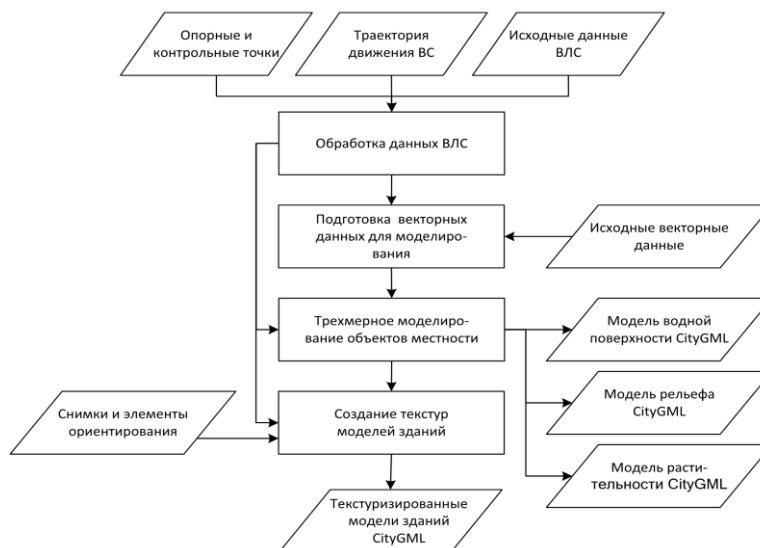 Опорные и
контрольные точки
Траектория
движения ВС
Исходные данные
ВЛС
Обработка данных ВЛС
Подготовка векторных
данных для моделиро-
вания
Исходные векторные
данные
Трехмерное моделиро-
вание объектов местности
Модель водной
поверхности CityGML
Модель рельефа
CityGML
Снимки и элементы
ориентирования
Создание текстур
моделей зданий
Модель расти-
тельности CityGML
Текстуризированные
модели зданий
CityGML